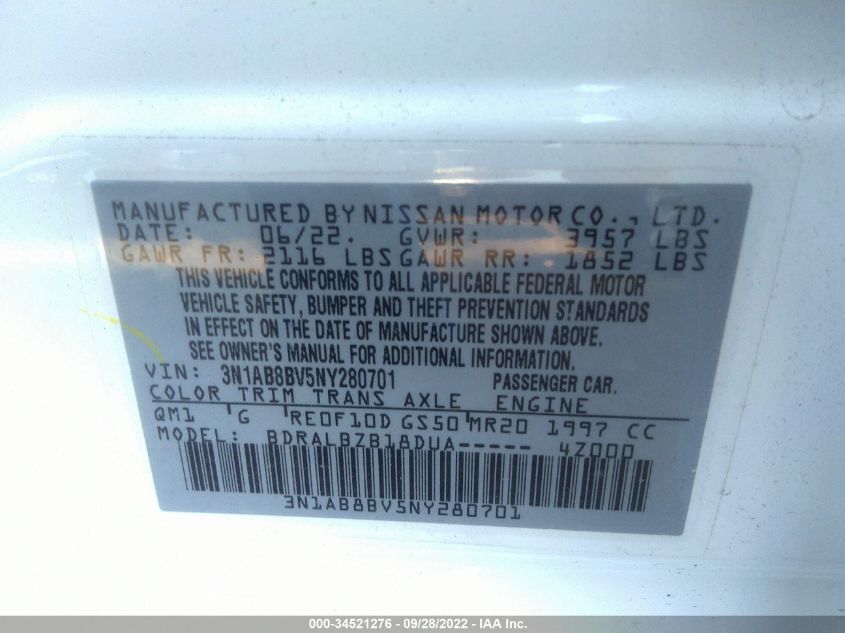 MANUFACTURED BY NISSAN MOTOR CO., LTD.
DATE: 06/22. GVWR: 3957 LBS
GAWR FR: 2116 LBS GAWR RR: 1852 LBS
THIS VEHICLE CONFORMS TO ALL APPLICABLE FEDERAL MOTOR
VEHICLE SAFETY, BUMPER AND THEFT PREVENTION STANDARDS
IN EFFECT ON THE DATE OF MANUFACTURE SHOWN ABOVE.
SEE OWNER'S MANUAL FOR ADDITIONAL INFORMATION.
VIN: 3N1AB8BV5NY280701 PASSENGER CAR.
COLOR TRIM TRANS AXLE ENGINE
QM1 G RE0F10D GS50 MR20 1997 CC
MODEL: BDRALBZB18DUA----- 4Z000
3N1AB8BV5NY280701
000-34521276 - 09/28/2022 - IAA Inc.